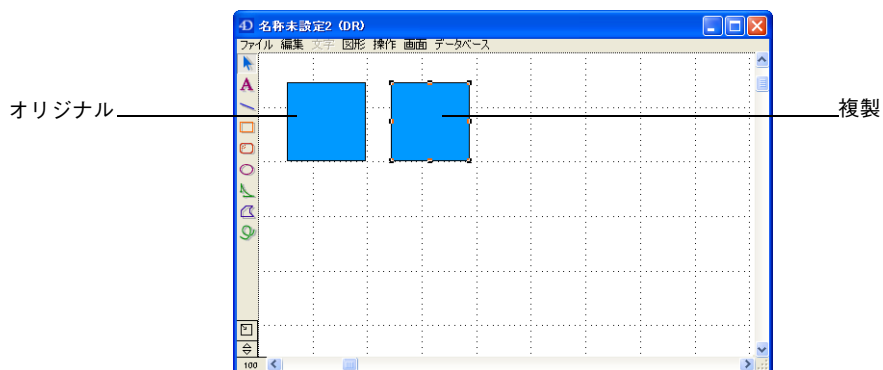 名称未設定2 (DR)
ファイル 編集 文字 図形 操作 画面 データベース
A
オリジナル
複製
100